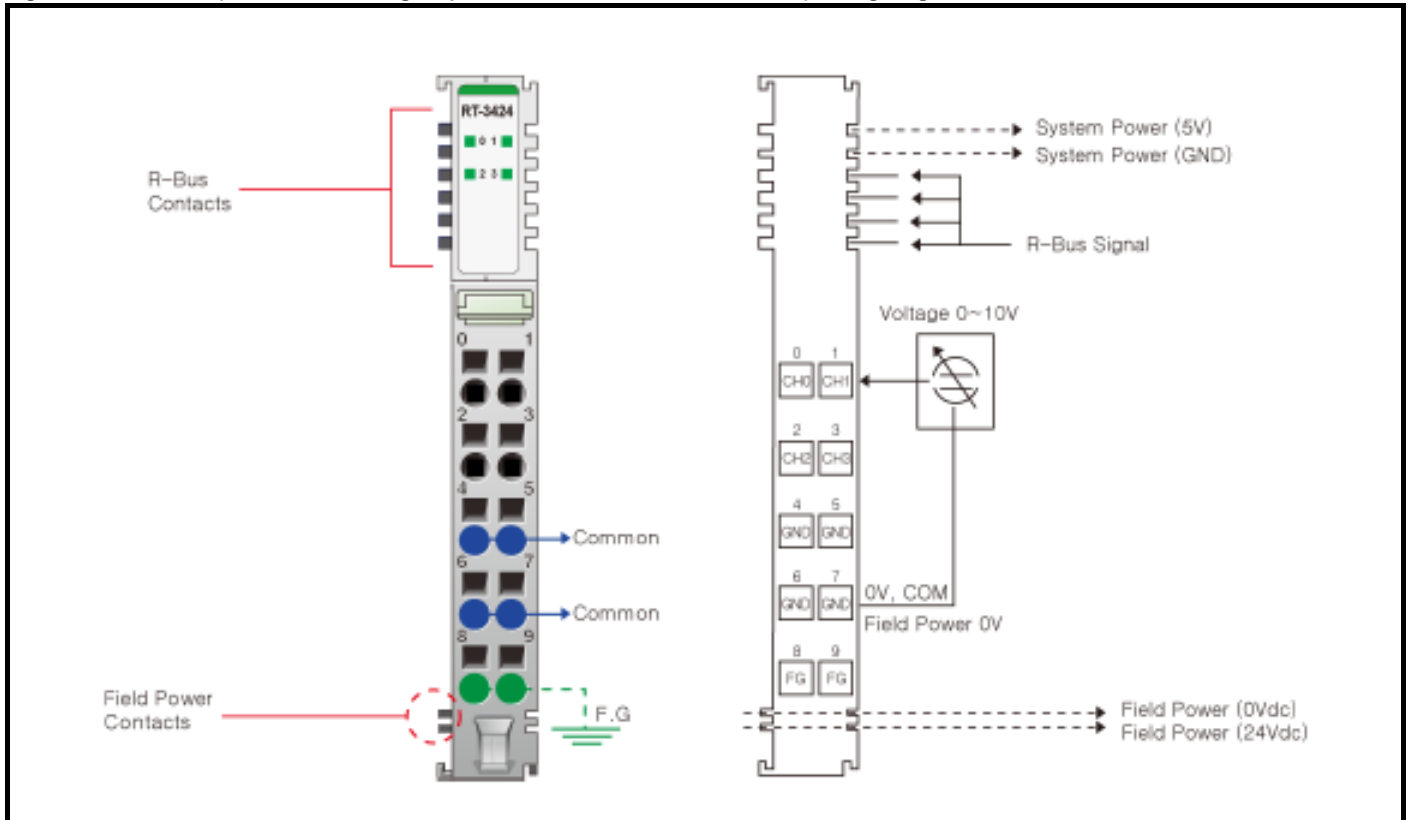 RT-3424
0 1
2 3
R-Bus
Contacts
0 1
2 3
4 5
Common
6 7
Common
8 9
Field Power
Contacts
F.G
System Power (5V)
System Power (GND)
R-Bus Signal
Voltage 0~10V
0 1
CH0 CH1
2 3
CH2 CH3
4 5
GND GND
6 7
GND GND
0V, COM
Field Power 0V
8 9
FG FG
Field Power (0Vdc)
Field Power (24Vdc)